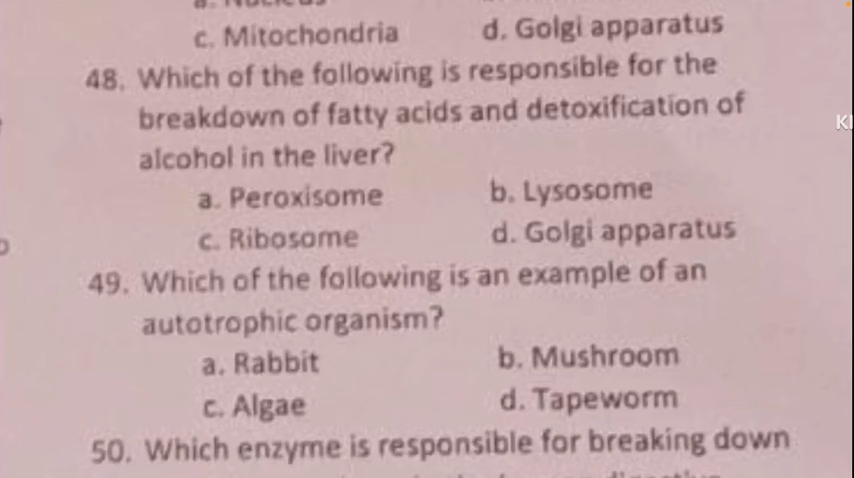 c. Mitochondria d. Golgi apparatus
48. Which of the following is responsible for the
breakdown of fatty acids and detoxification of
alcohol in the liver?
a. Peroxisome b. Lysosome
c. Ribosome d. Golgi apparatus
49. Which of the following is an example of an
autotrophic organism?
a. Rabbit b. Mushroom
c. Algae d. Tapeworm
50. Which enzyme is responsible for breaking down